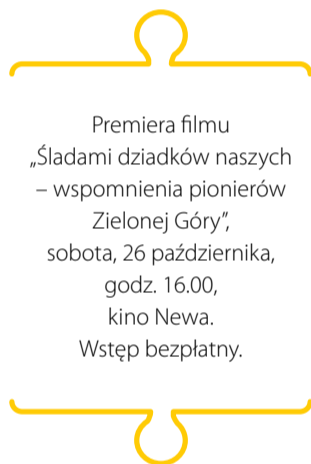 Premiera filmu
„Śladami dziadków naszych
– wspomnienia pionierów
Zielonej Góry”,
sobota, 26 października,
godz. 16.00,
kino Newa.
Wstęp bezpłatny.